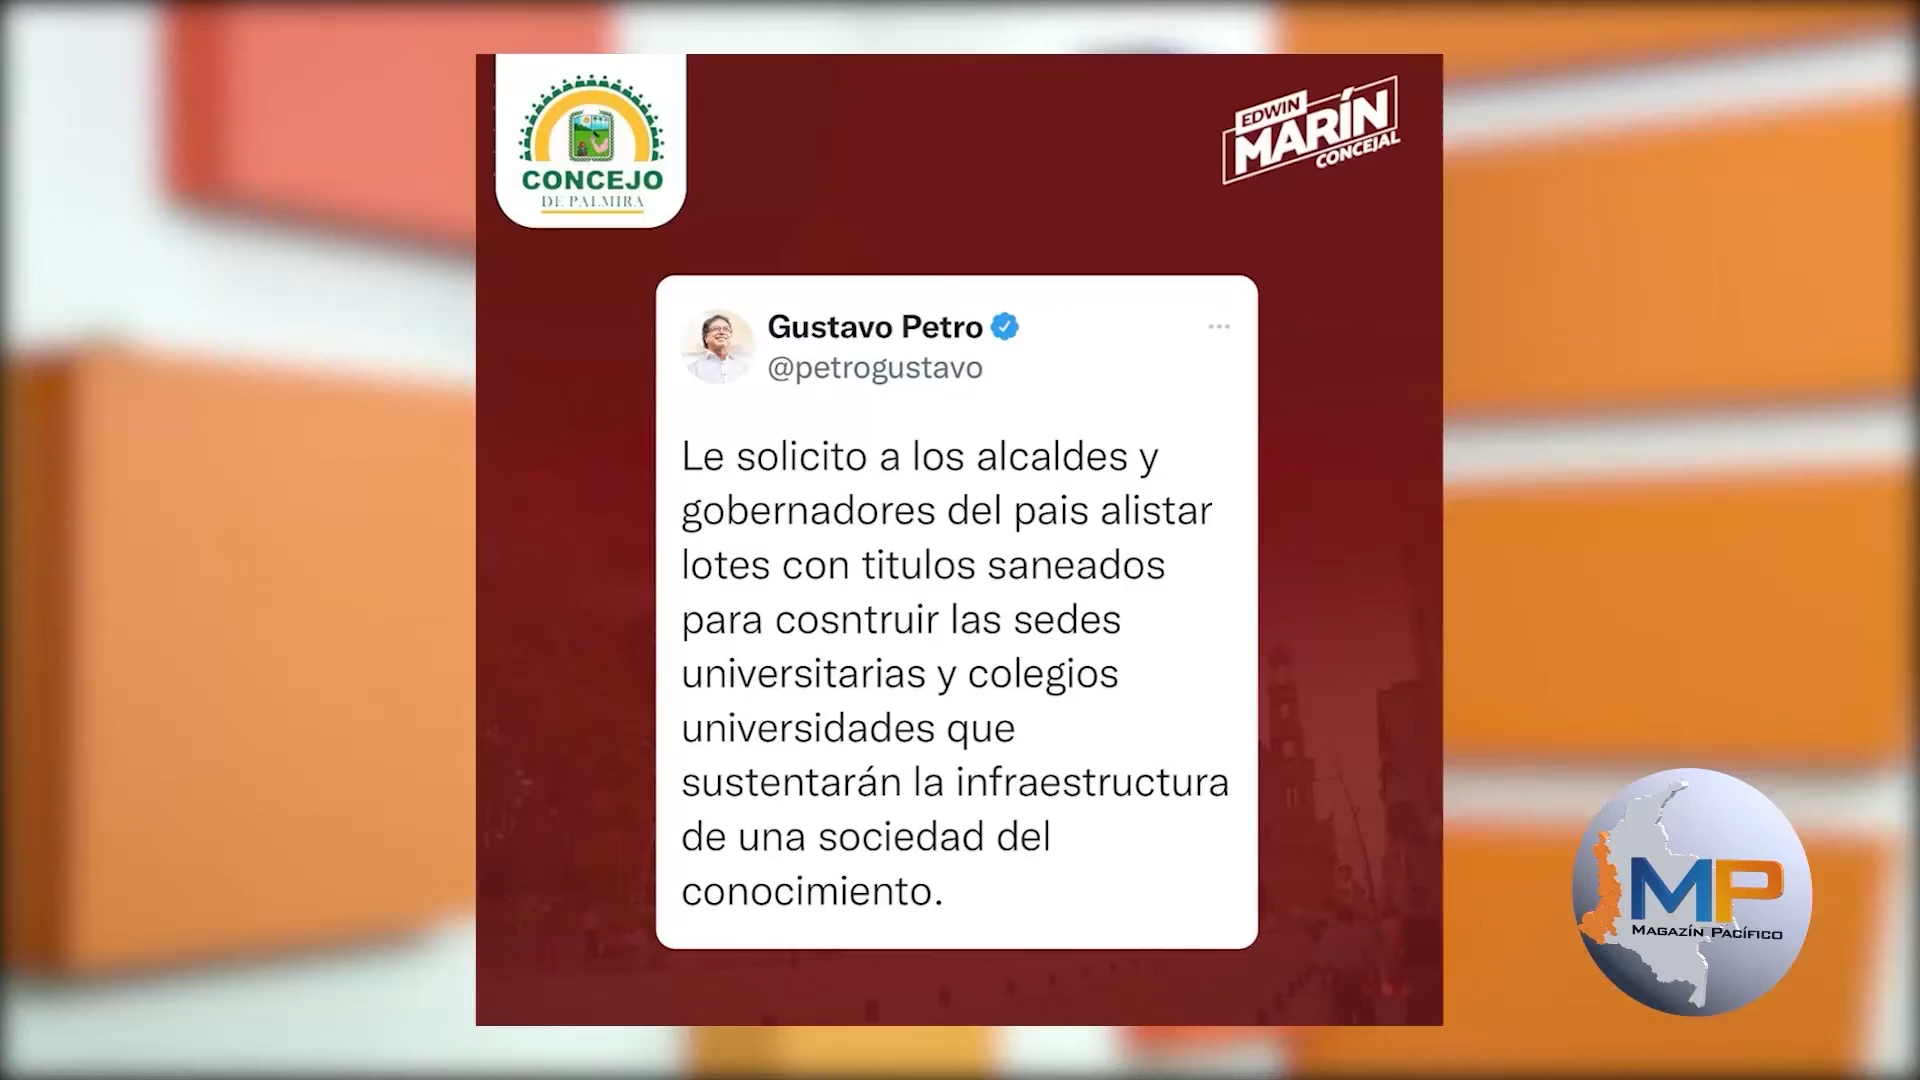 CONCEJO
DE PALMIRA
EDWIN
MARÍN
CONCEJAL
Gustavo Petro
@petrogustavo
Le solicito a los alcaldes y
gobernadores del pais alistar
lotes con titulos saneados
para cosntruir las sedes
universitarias y colegios
universidades que
sustentarán la infraestructura
de una sociedad del
conocimiento.
MP
MAGAZÍN PACÍFICO